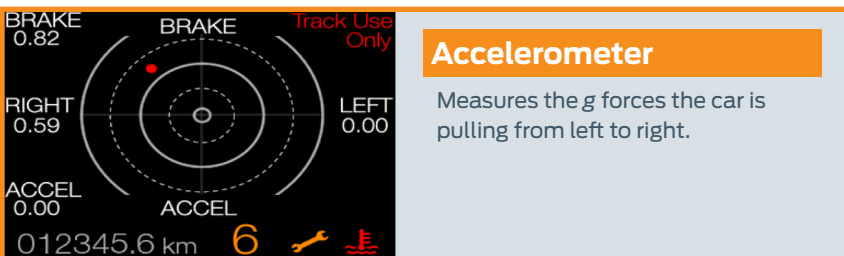 BRAKE
0.82
BRAKE
Track Use
Only
RIGHT
0.59
LEFT
0.00
ACCEL
0.00
ACCEL
012345.6 km
6
Accelerometer
Measures the g forces the car is
pulling from left to right.